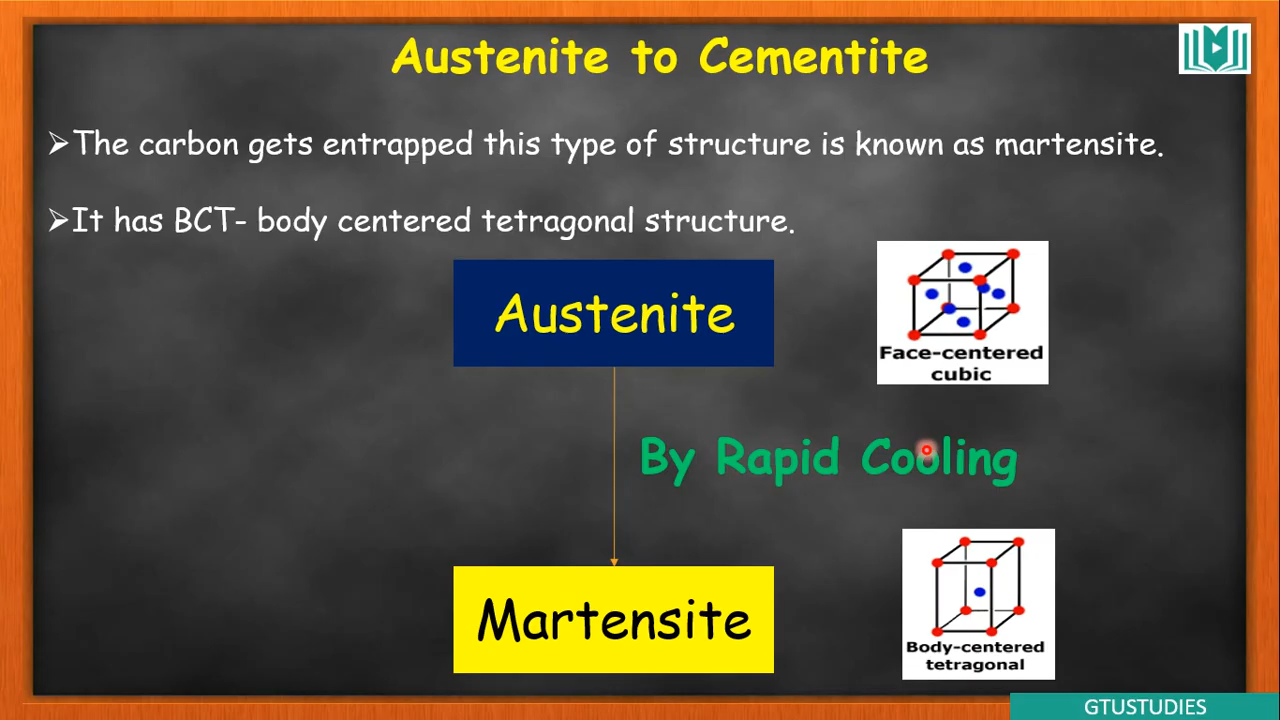 Austenite to Cementite
➢The carbon gets entrapped this type of structure is known as martensite.
➢It has BCT- body centered tetragonal structure.
Austenite
Face-centered
cubic
By Rapid Cooling
Martensite
Body-centered
tetragonal
GTUSTUDIES